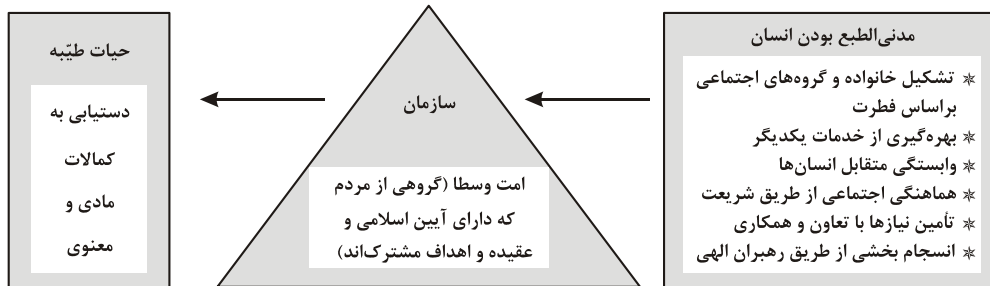 مدنی‌الطبع بودن انسان
✯ تشکیل خانواده و گروه‌های اجتماعی
براساس فطرت
✯ بهره‌گیری از خدمات یکدیگر
✯ وابستگی متقابل انسان‌ها
✯ هماهنگی اجتماعی از طریق شریعت
✯ تأمین نیازها با تعاون و همکاری
✯ انسجام بخشی از طریق رهبران الهی
سازمان
امت وسطا (گروهی از مردم
که دارای آیین اسلامی و
عقیده و اهداف مشترک‌اند)
حیات طیّبه
دستیابی به
کمالات
مادی و
معنوی